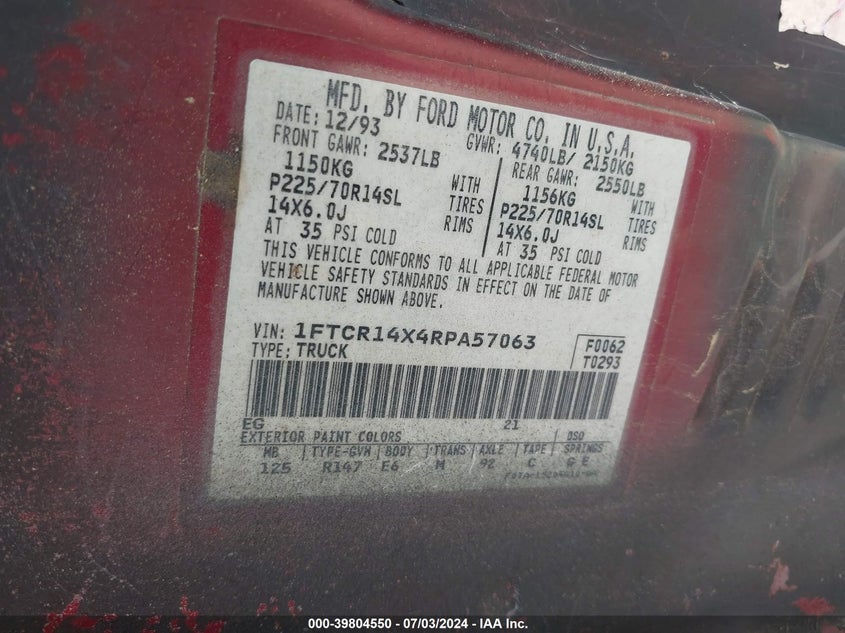 MFD. BY FORD MOTOR CO. IN U.S.A.
DATE: 12/93 GVWR: 4740LB/ 2150KG
FRONT GAWR: 2537LB REAR GAWR: 2550LB
1150KG WITH 1156KG WITH
P225/70R14SL TIRES P225/70R14SL TIRES
14X6.0J RIMS 14X6.0J RIMS
AT 35 PSI COLD AT 35 PSI COLD
THIS VEHICLE CONFORMS TO ALL APPLICABLE FEDERAL MOTOR
VEHICLE SAFETY STANDARDS IN EFFECT ON THE DATE OF
MANUFACTURE SHOWN ABOVE.
VIN: 1FTCR14X4RPA57063 F0062
TYPE: TRUCK T0293
EG 21
EXTERIOR PAINT COLORS DSO
WB TYPE-GVW BODY TRANS AXLE TAPE SPRINGS
125 R147 E6 M 92 C G E
000-39804550 - 07/03/2024 - IAA Inc.